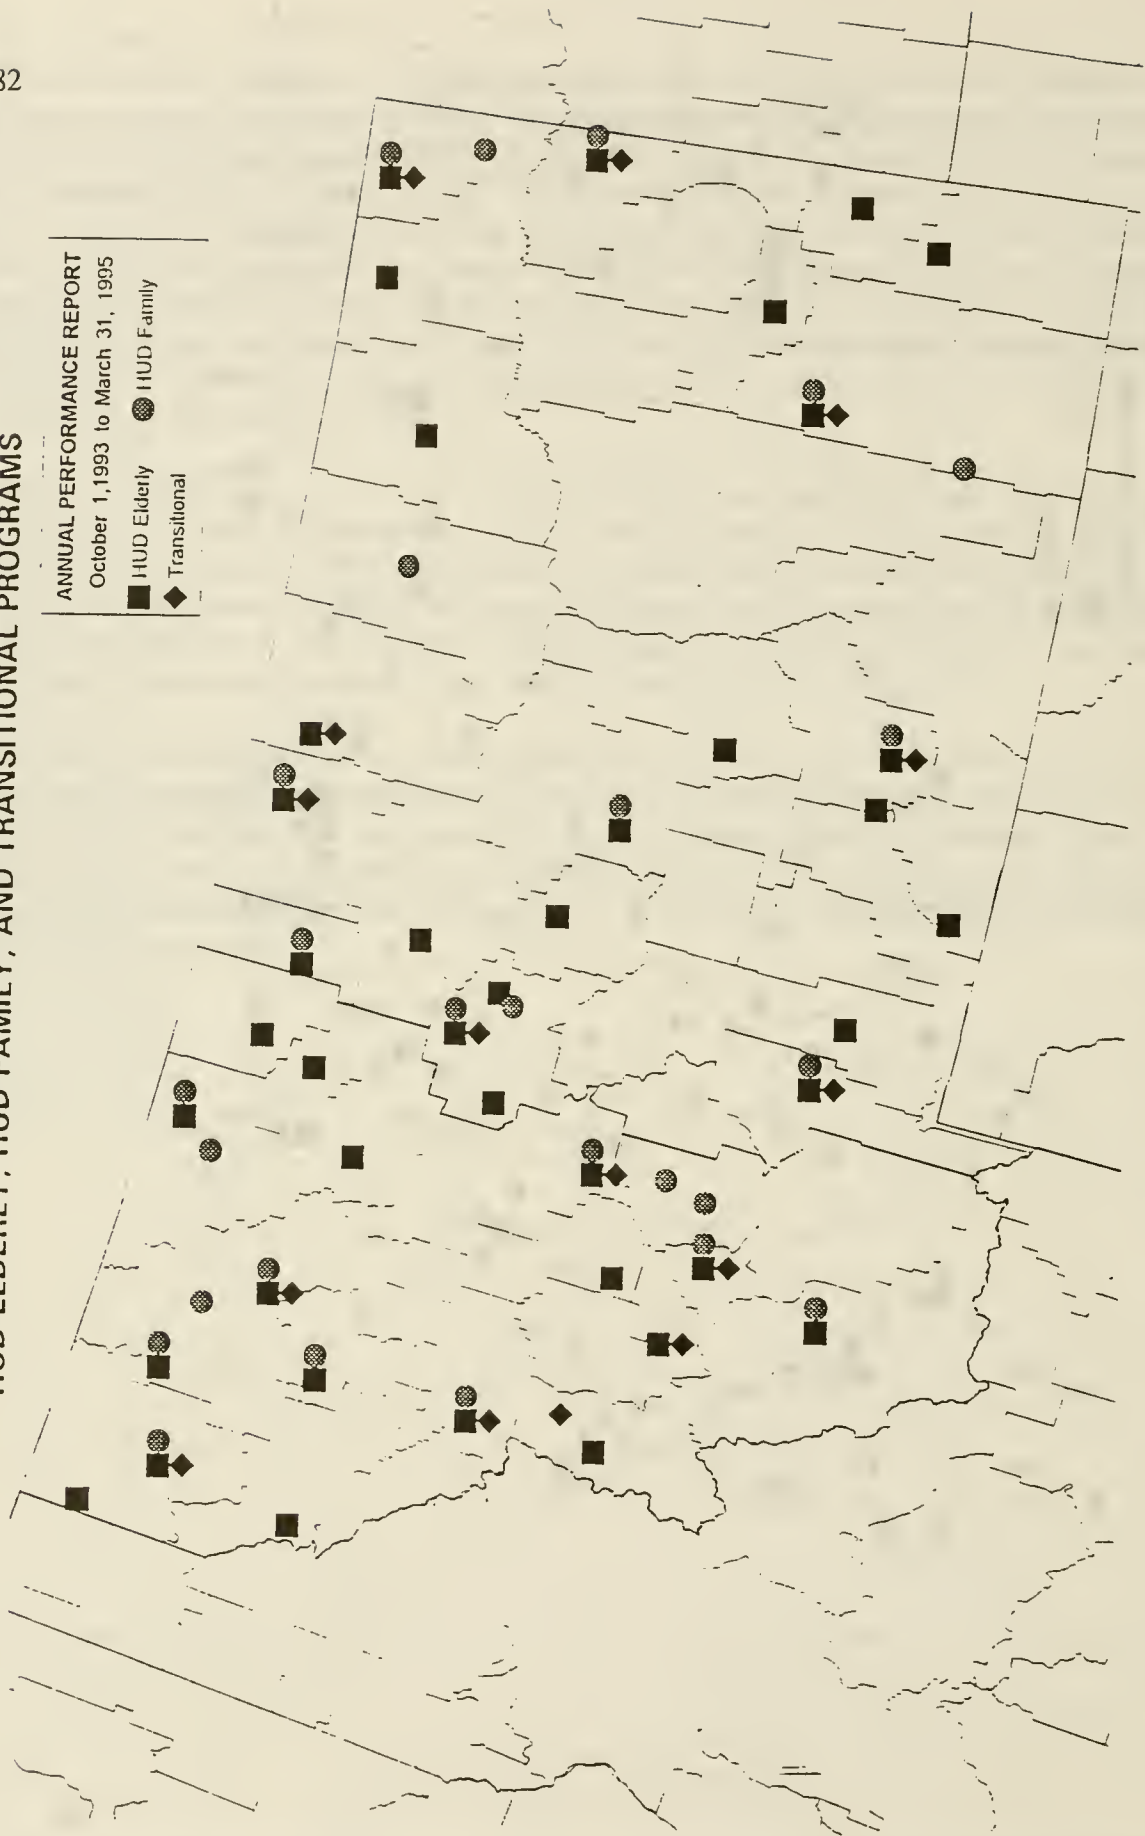 82
HUD ELDERLY, HUD FAMILY, AND TRANSITIONAL PROGRAMS
ANNUAL PERFORMANCE REPORT
October 1,1993 to March 31, 1995
HUD Elderly HUD Family
Transitional